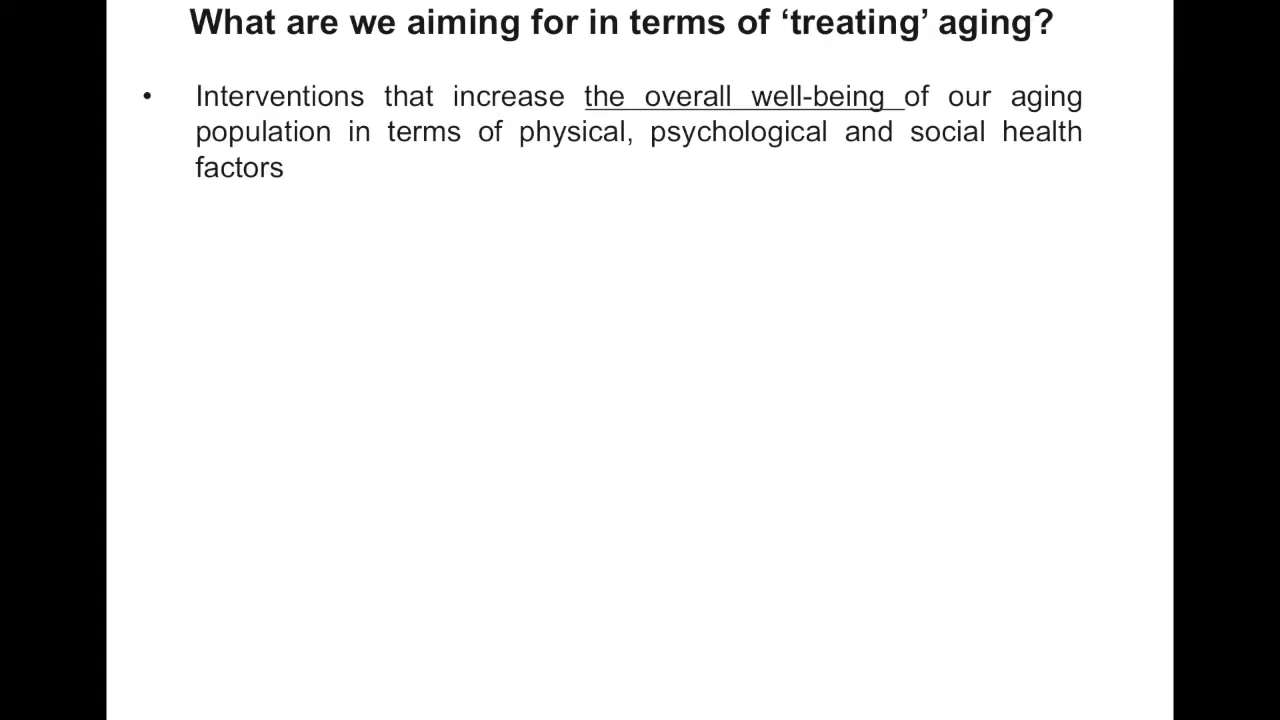 What are we aiming for in terms of ‘treating’ aging?
• Interventions that increase the overall well-being of our aging
population in terms of physical, psychological and social health
factors